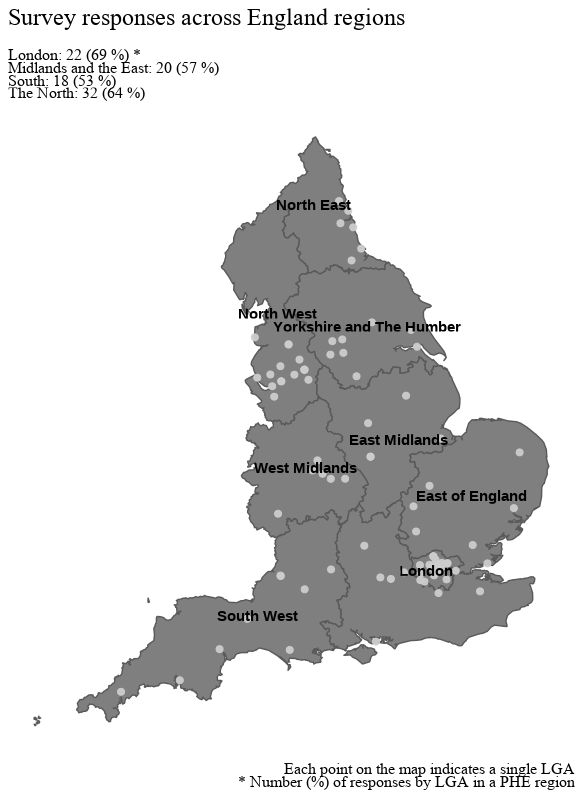 Survey responses across England regions
London: 22 (69 %) *
Midlands and the East: 20 (57 %)
South: 18 (53 %)
The North: 32 (64 %)
North East
North West
Yorkshire and The Humber
East Midlands
West Midlands
East of England
London
South West
Each point on the map indicates a single LGA
* Number (%) of responses by LGA in a PHE region